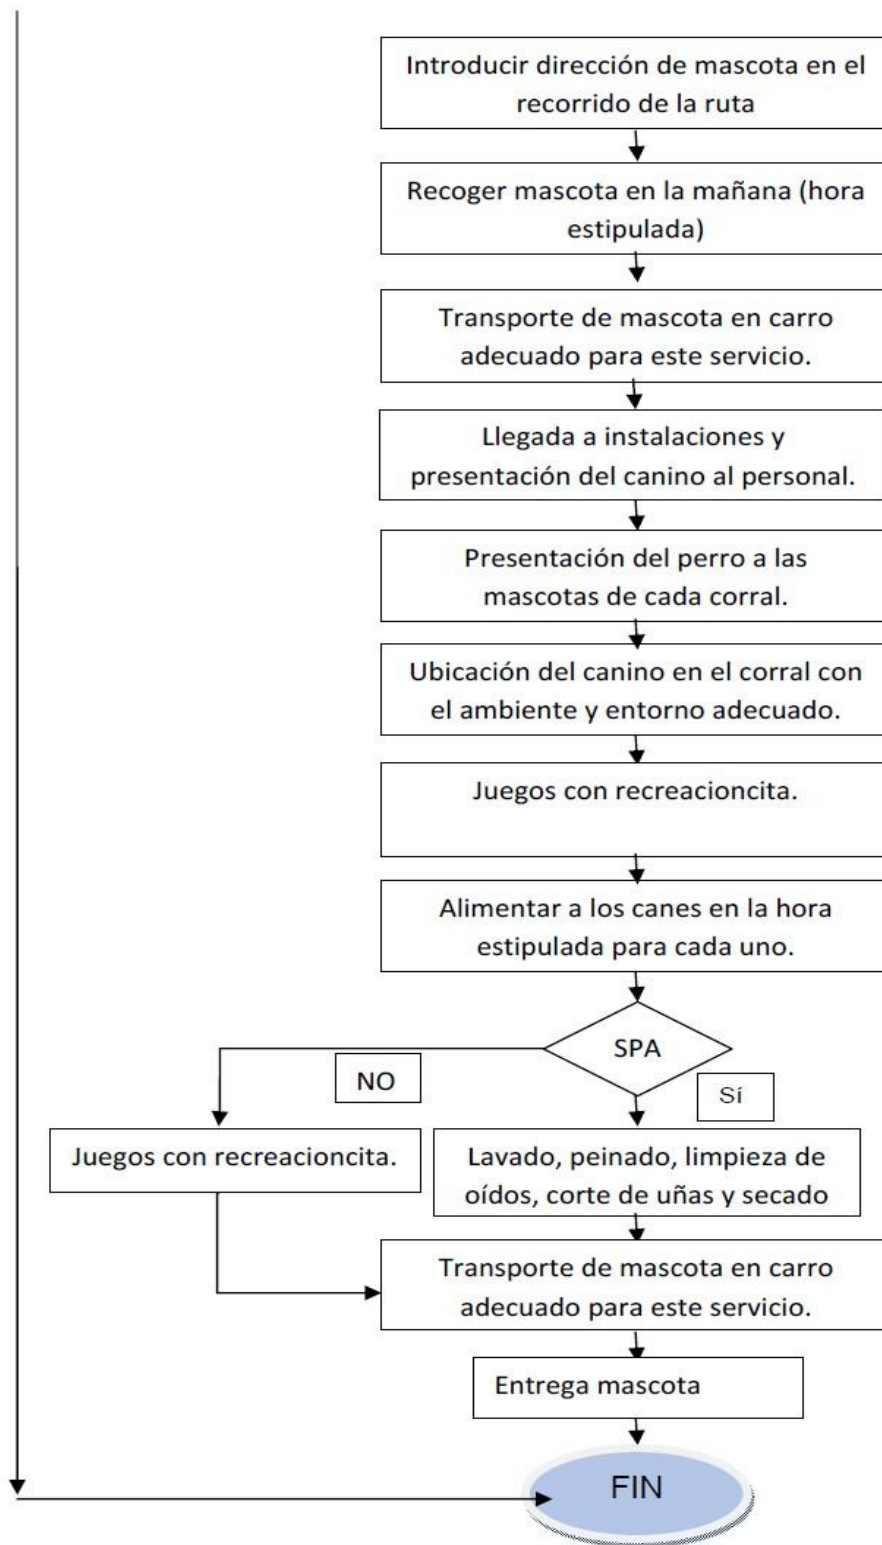 Introducir dirección de mascota en el
recorrido de la ruta
Recoger mascota en la mañana (hora
estipulada)
Transporte de mascota en carro
adecuado para este servicio.
Llegada a instalaciones y
presentación del canino al personal.
Presentación del perro a las
mascotas de cada corral.
Ubicación del canino en el corral con
el ambiente y entorno adecuado.
Juegos con recreacioncita.
Alimentar a los canes en la hora
estipulada para cada uno.
SPA
NO
Sí
Juegos con recreacioncita.
Lavado, peinado, limpieza de
oídos, corte de uñas y secado
Transporte de mascota en carro
adecuado para este servicio.
Entrega mascota
FIN